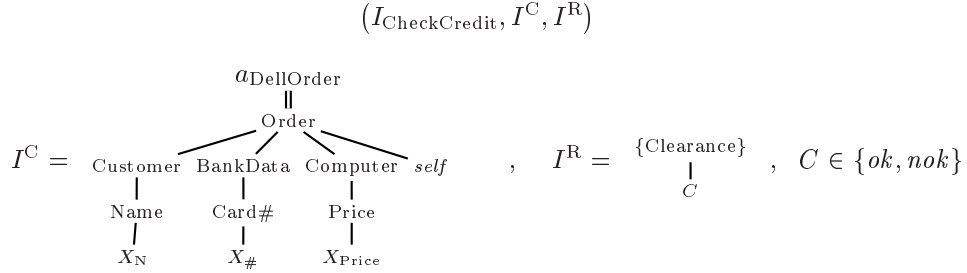 (I_CheckCredit, I^C, I^R)
a_DellOrder
Order
I^C = Customer BankData Computer self , I^R = {Clearance} , C ∈ {ok, nok}
C
Name Card# Price
X_N X_# X_Price